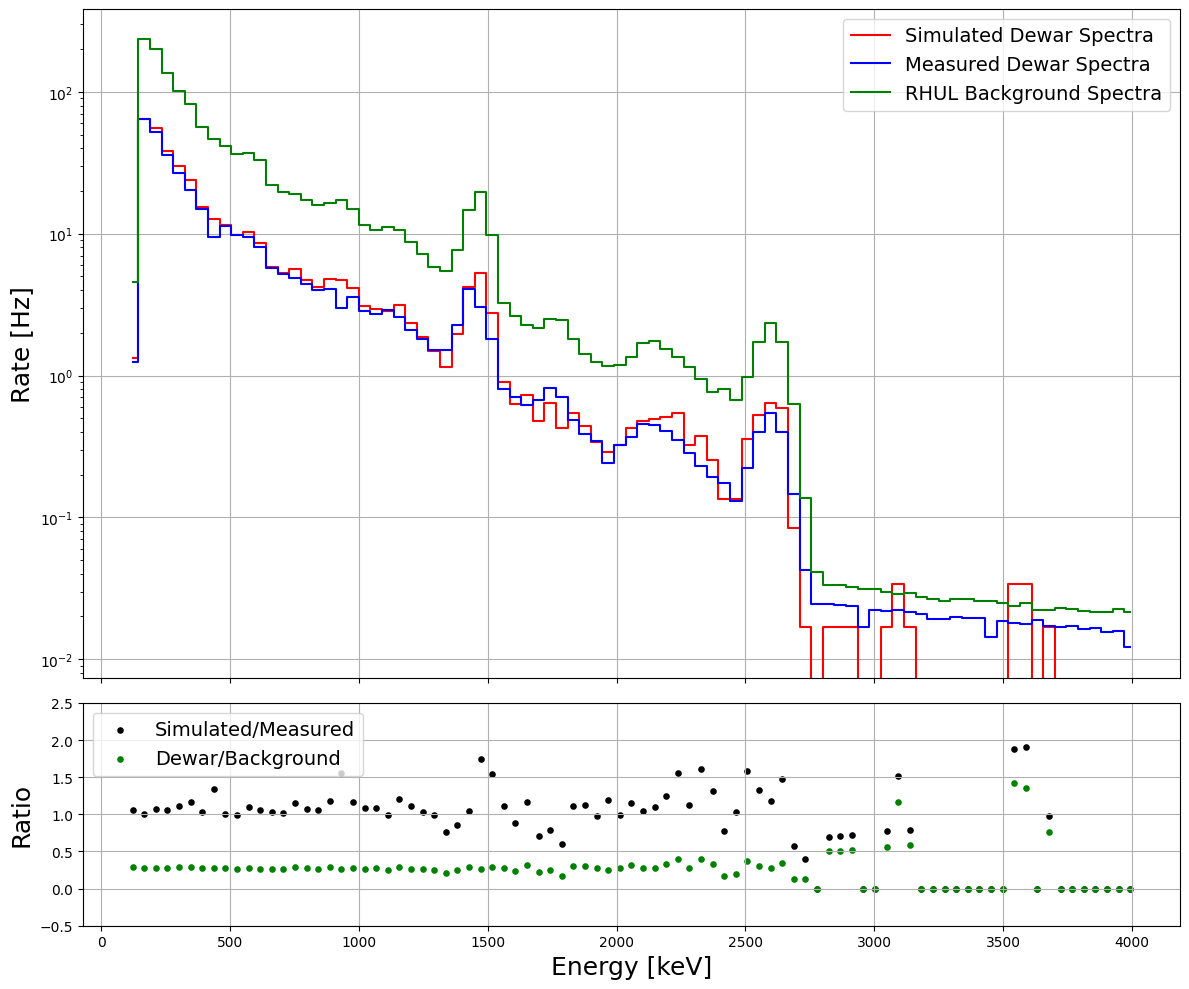 Simulated Dewar Spectra
Measured Dewar Spectra
RHUL Background Spectra
Rate [Hz]
10²
10¹
10⁰
10⁻¹
10⁻²
Simulated/Measured
Dewar/Background
Ratio
2.5
2.0
1.5
1.0
0.5
0.0
−0.5
0 500 1000 1500 2000 2500 3000 3500 4000
Energy [keV]